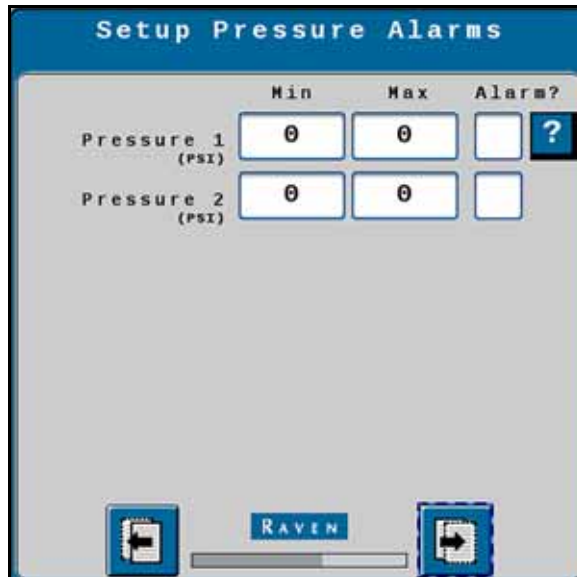 Setup Pressure Alarms
Min Max Alarm?
Pressure 1 0 0 ?
(PSI)
Pressure 2 0 0
(PSI)
RAVEN